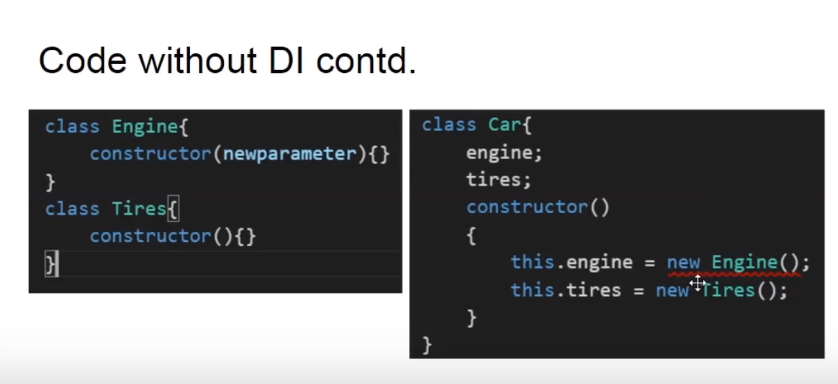 Code without DI contd.
class Engine{
constructor(newparameter){}
}
class Tires{
constructor(){}
}
class Car{
engine;
tires;
constructor()
{
this.engine = new Engine();
this.tires = new Tires();
}
}